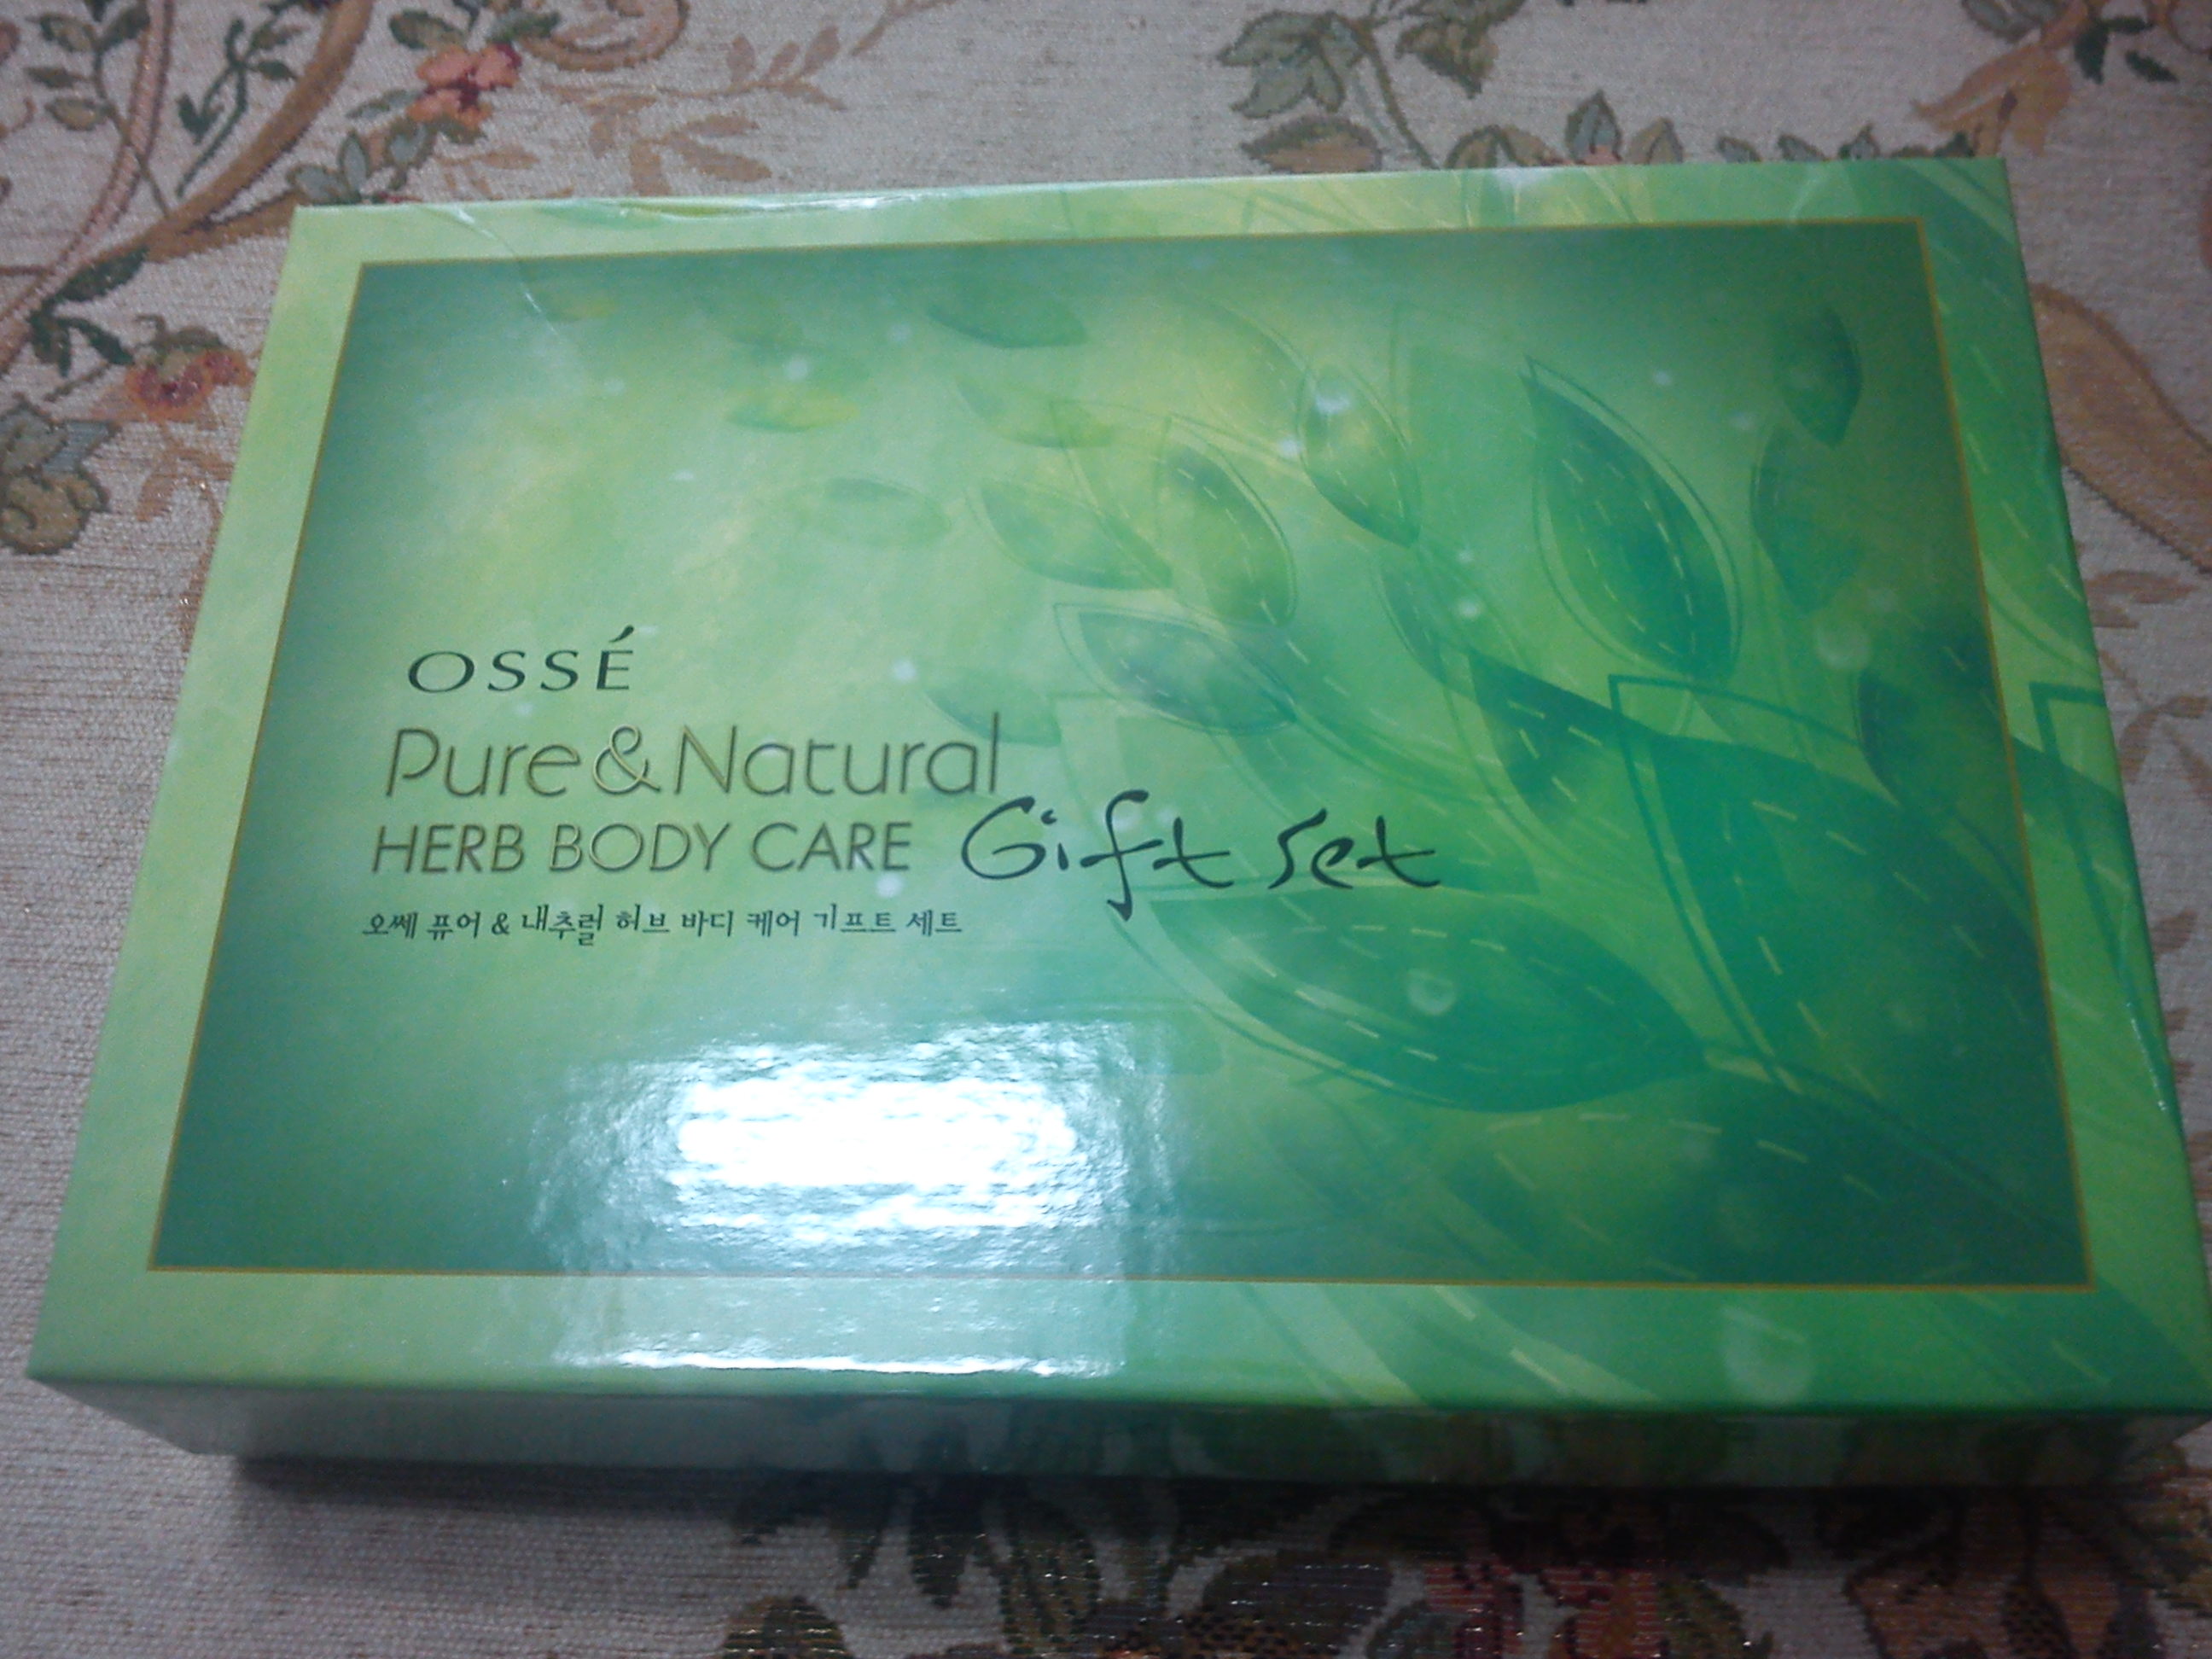 OSSÉ
Pure & Natural
HERB BODY CARE Gift Set
오쎄 퓨어 & 내추럴 허브 바디 케어 기프트 세트